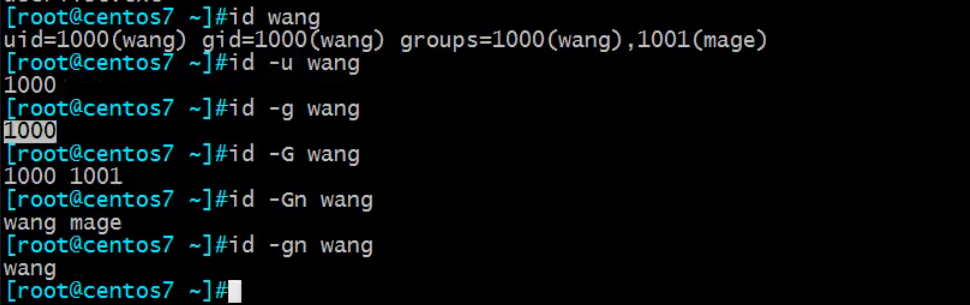 [root@centos7 ~]#id wang
uid=1000(wang) gid=1000(wang) groups=1000(wang),1001(mage)
[root@centos7 ~]#id -u wang
1000
[root@centos7 ~]#id -g wang
1000
[root@centos7 ~]#id -G wang
1000 1001
[root@centos7 ~]#id -Gn wang
wang mage
[root@centos7 ~]#id -gn wang
wang
[root@centos7 ~]#